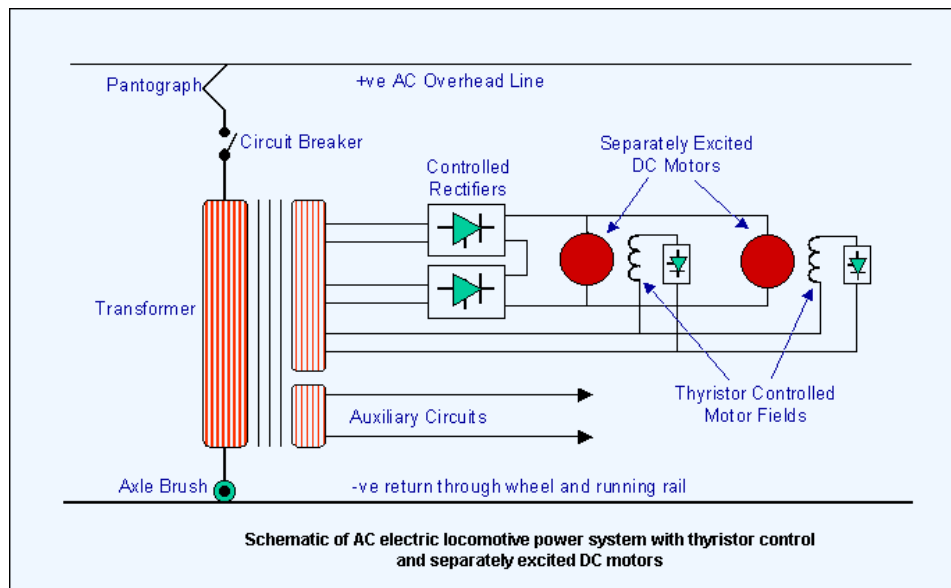 Pantograph
+ve AC Overhead Line
Circuit Breaker
Controlled
Rectifiers
Separately Excited
DC Motors
Transformer
Auxiliary Circuits
Thyristor Controlled
Motor Fields
Axle Brush
-ve return through wheel and running rail
Schematic of AC electric locomotive power system with thyristor control
and separately excited DC motors